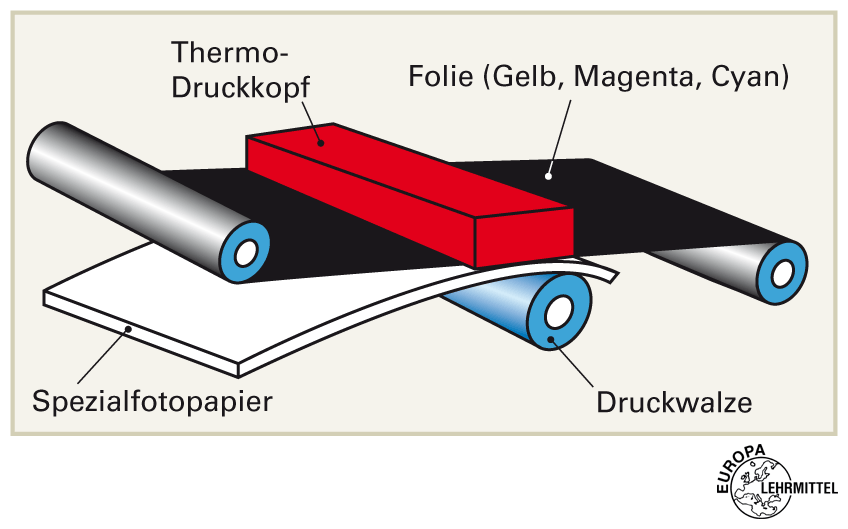 Thermo-
Druckkopf
Folie (Gelb, Magenta, Cyan)
Spezialfotopapier
Druckwalze
EUROPA
LEHRMITTEL